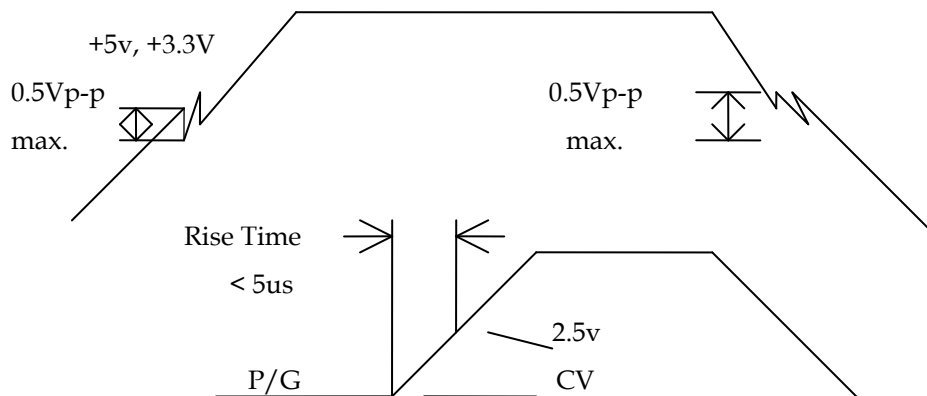 +5v, +3.3V
0.5Vp-p
max.
0.5Vp-p
max.
Rise Time
< 5us
2.5v
P/G
CV